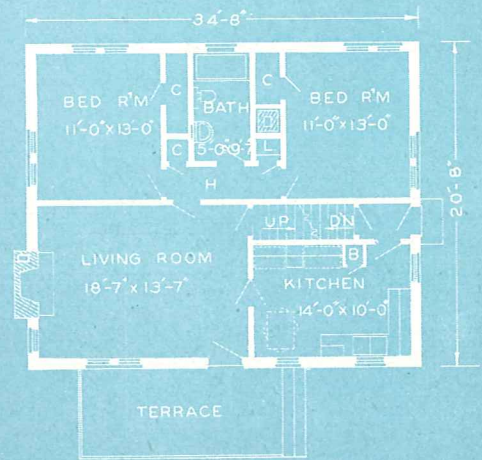 34'-8"
BED R'M
11'-0"x13'-0"
C
C
BATH
5-0"x9-7
C
L
H
BED R'M
11'-0"x13'-0"
20'-8"
LIVING ROOM
18'-7"x13'-7"
UP
DN
B
KITCHEN
14'-0"x10'-0"
TERRACE